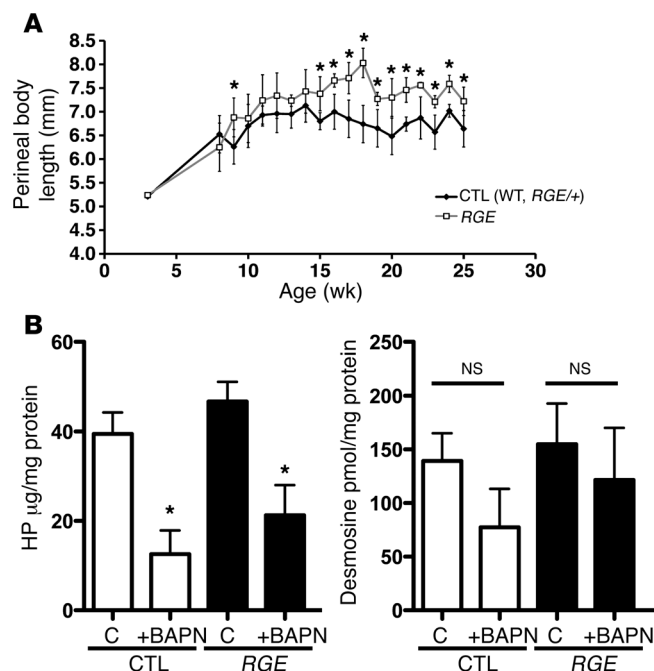 A
Perineal body
length (mm)
8.5
8.0
7.5
7.0
6.5
6.0
5.5
5.0
4.5
4.0
* * * * * * * * * * * *
CTL (WT, RGE/+)
RGE
0 5 10 15 20 25 30
Age (wk)
B
HP µg/mg protein
60
40
20
0
*
*
C +BAPN C +BAPN
CTL RGE
Desmosine pmol/mg protein
250
200
150
100
50
0
NS NS
C +BAPN C +BAPN
CTL RGE